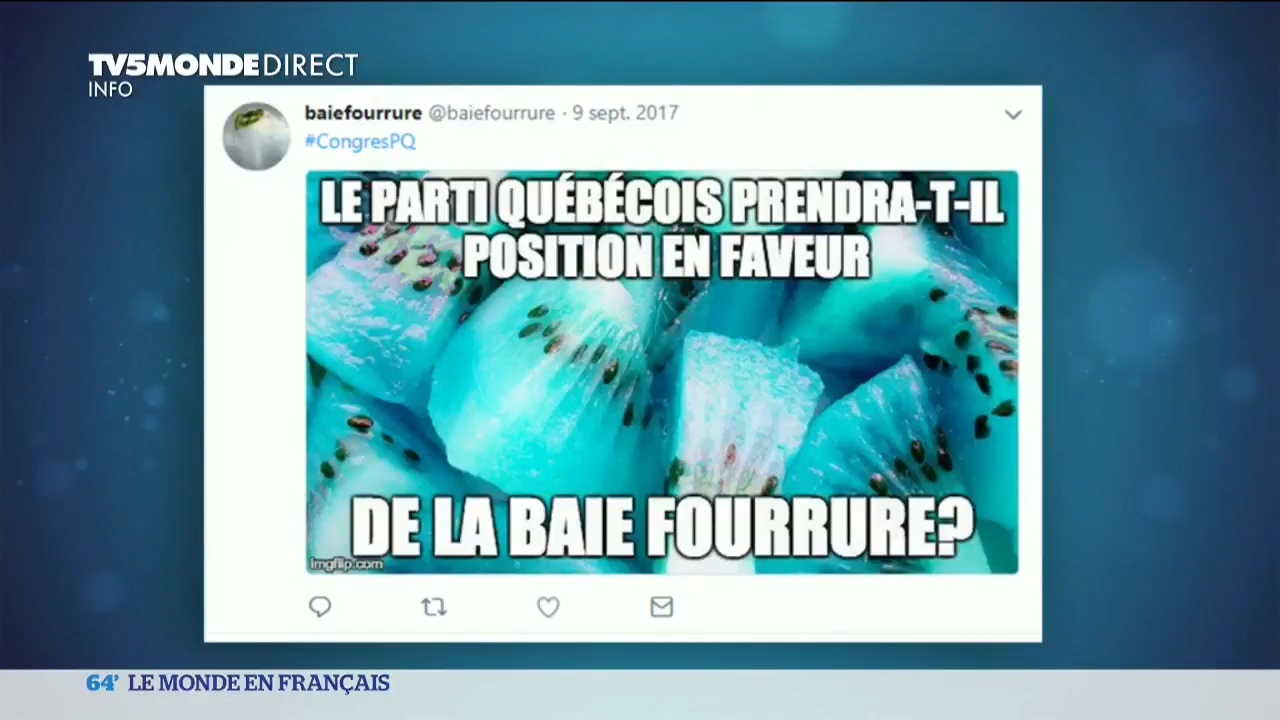 TV5MONDE DIRECT
INFO
baiefourrure @baiefourrure · 9 sept. 2017
#CongresPQ
LE PARTI QUÉBÉCOIS PRENDRA-T-IL
POSITION EN FAVEUR
DE LA BAIE FOURRURE?
imgflip.com
64' LE MONDE EN FRANÇAIS